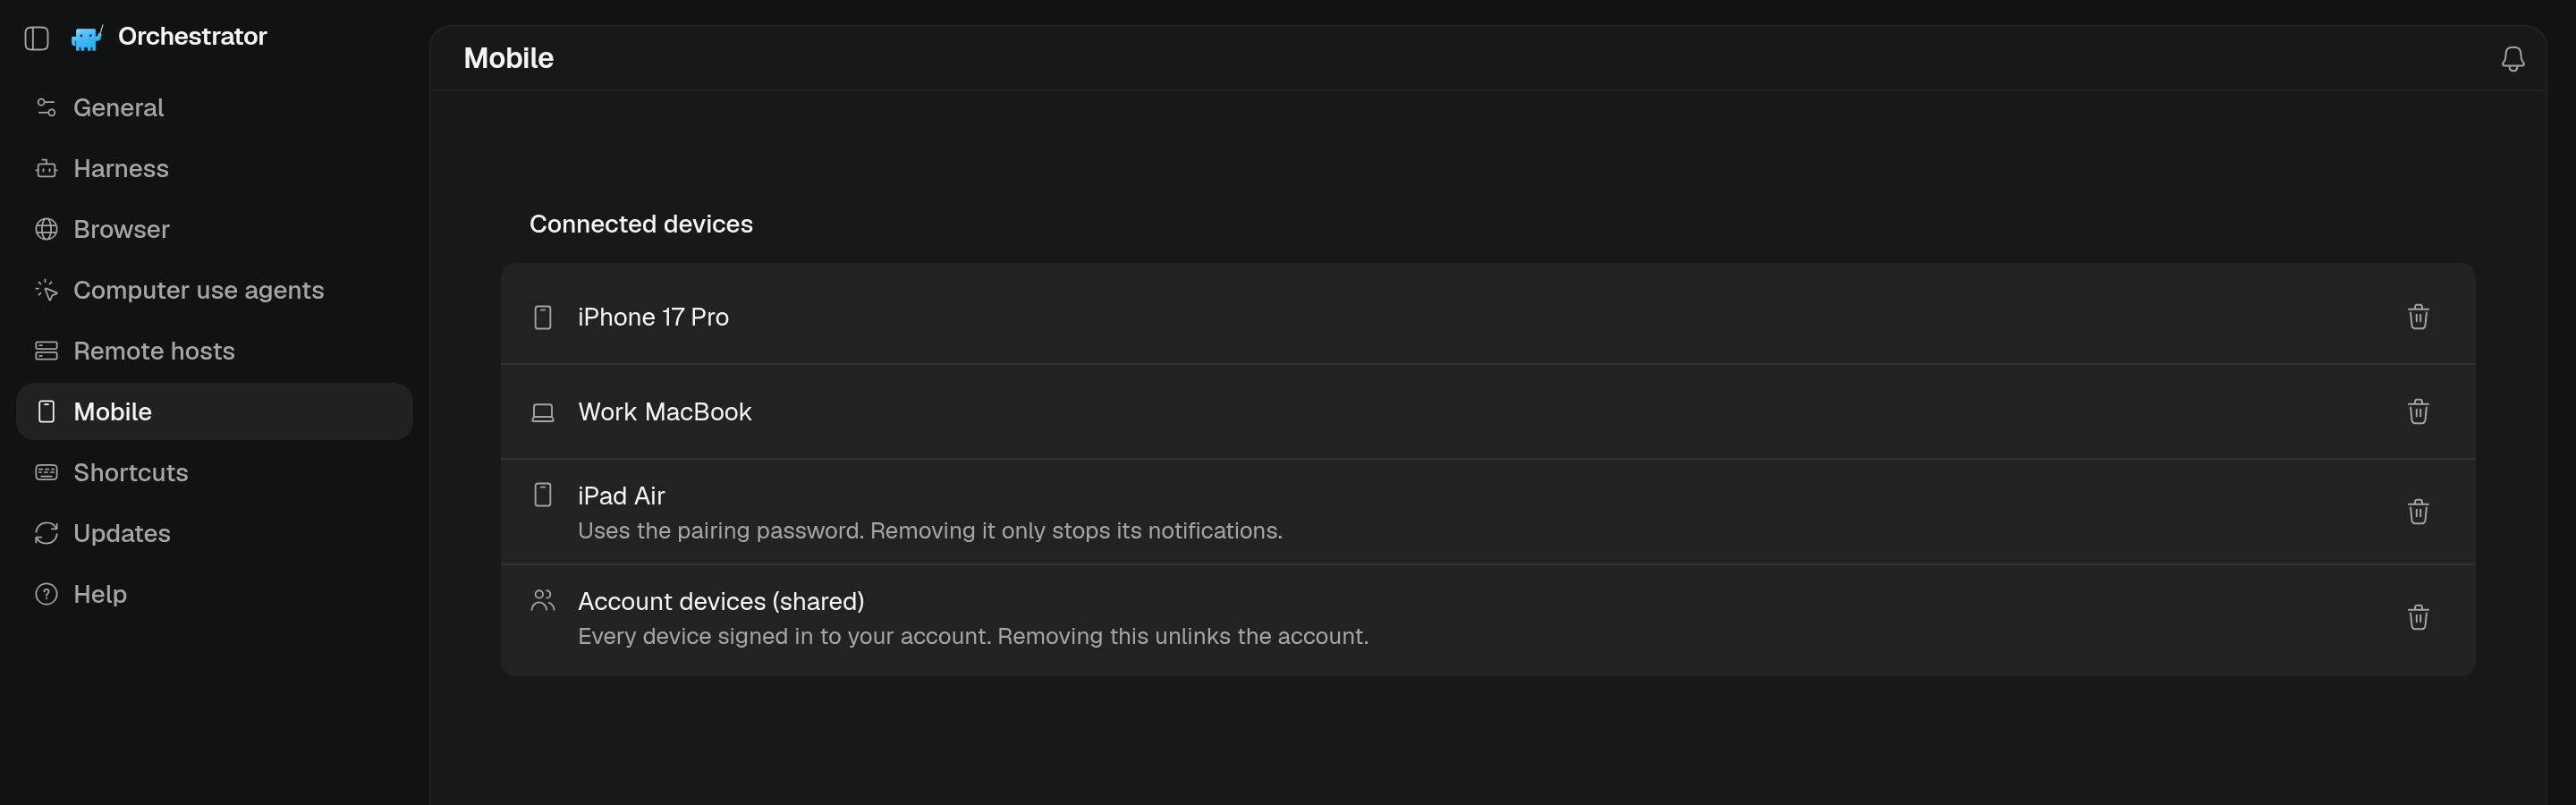 Orchestrator
General
Harness
Browser
Computer use agents
Remote hosts
Mobile
Shortcuts
Updates
Help
Mobile
Connected devices
iPhone 17 Pro
Work MacBook
iPad Air
Uses the pairing password. Removing it only stops its notifications.
Account devices (shared)
Every device signed in to your account. Removing this unlinks the account.